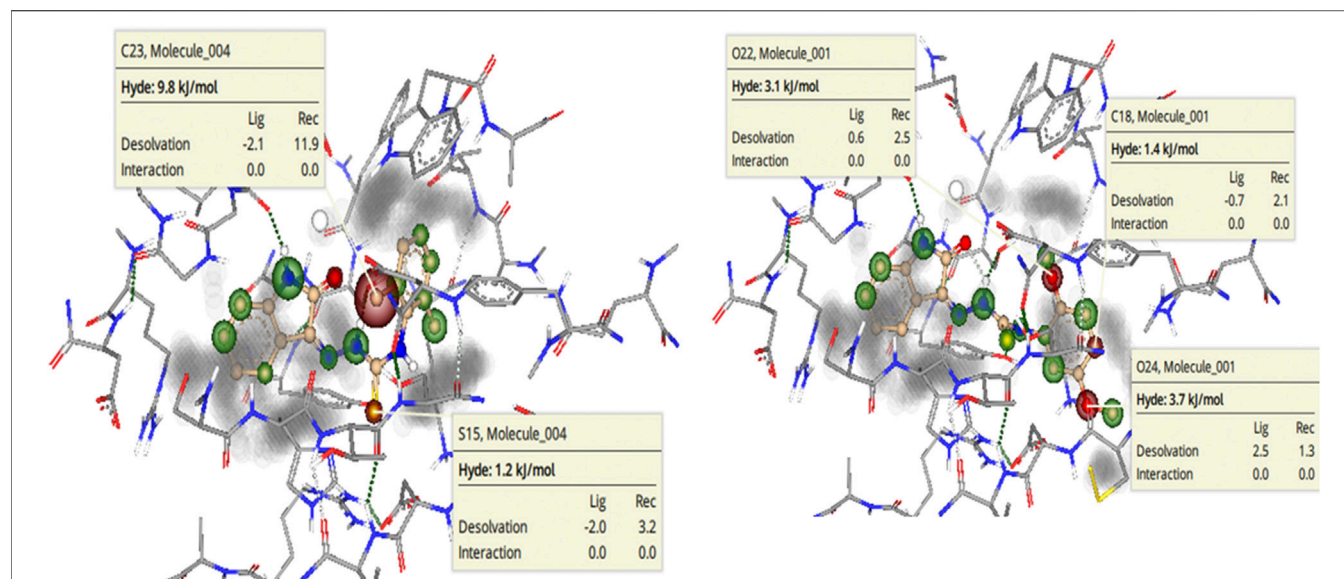 C23, Molecule_004
Hyde: 9.8 kJ/mol
Lig Rec
Desolvation -2.1 11.9
Interaction 0.0 0.0
S15, Molecule_004
Hyde: 1.2 kJ/mol
Lig Rec
Desolvation -2.0 3.2
Interaction 0.0 0.0
O22, Molecule_001
Hyde: 3.1 kJ/mol
Lig Rec
Desolvation 0.6 2.5
Interaction 0.0 0.0
C18, Molecule_001
Hyde: 1.4 kJ/mol
Lig Rec
Desolvation -0.7 2.1
Interaction 0.0 0.0
O24, Molecule_001
Hyde: 3.7 kJ/mol
Lig Rec
Desolvation 2.5 1.3
Interaction 0.0 0.0